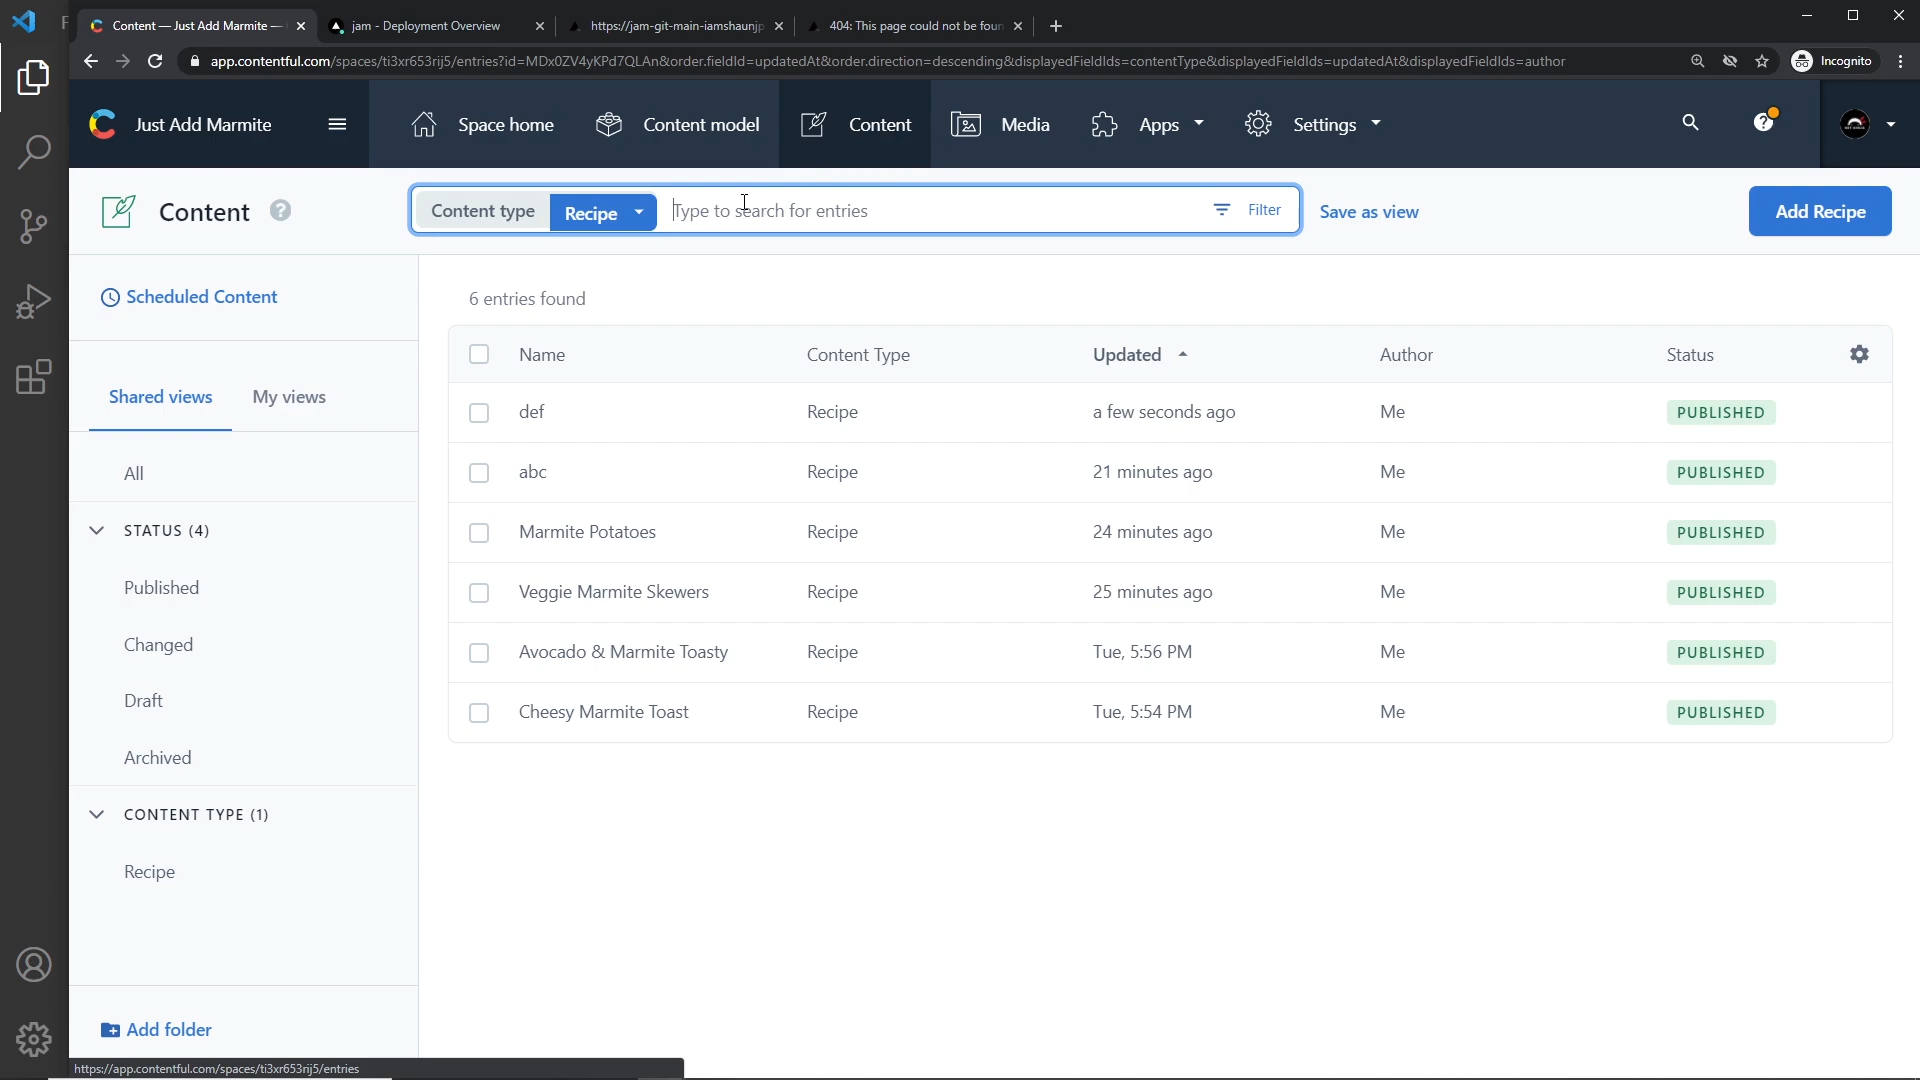 Content — Just Add Marmite —
jam - Deployment Overview
https://jam-git-main-iamshaunjp
404: This page could not be foun
app.contentful.com/spaces/ti3xr653rij5/entries?id=MDx0ZV4yKPd7QLAn&order.fieldId=updatedAt&order.direction=descending&displayedFieldIds=contentType&displayedFieldIds=updatedAt&displayedFieldIds=author
Incognito
Just Add Marmite
Space home
Content model
Content
Media
Apps
Settings
Content
Content type
Recipe
Type to search for entries
Filter
Save as view
Add Recipe
Scheduled Content
Shared views
My views
All
STATUS (4)
Published
Changed
Draft
Archived
CONTENT TYPE (1)
Recipe
Add folder
6 entries found
Name Content Type Updated Author Status
def Recipe a few seconds ago Me PUBLISHED
abc Recipe 21 minutes ago Me PUBLISHED
Marmite Potatoes Recipe 24 minutes ago Me PUBLISHED
Veggie Marmite Skewers Recipe 25 minutes ago Me PUBLISHED
Avocado & Marmite Toasty Recipe Tue, 5:56 PM Me PUBLISHED
Cheesy Marmite Toast Recipe Tue, 5:54 PM Me PUBLISHED
https://app.contentful.com/spaces/ti3xr653rij5/entries